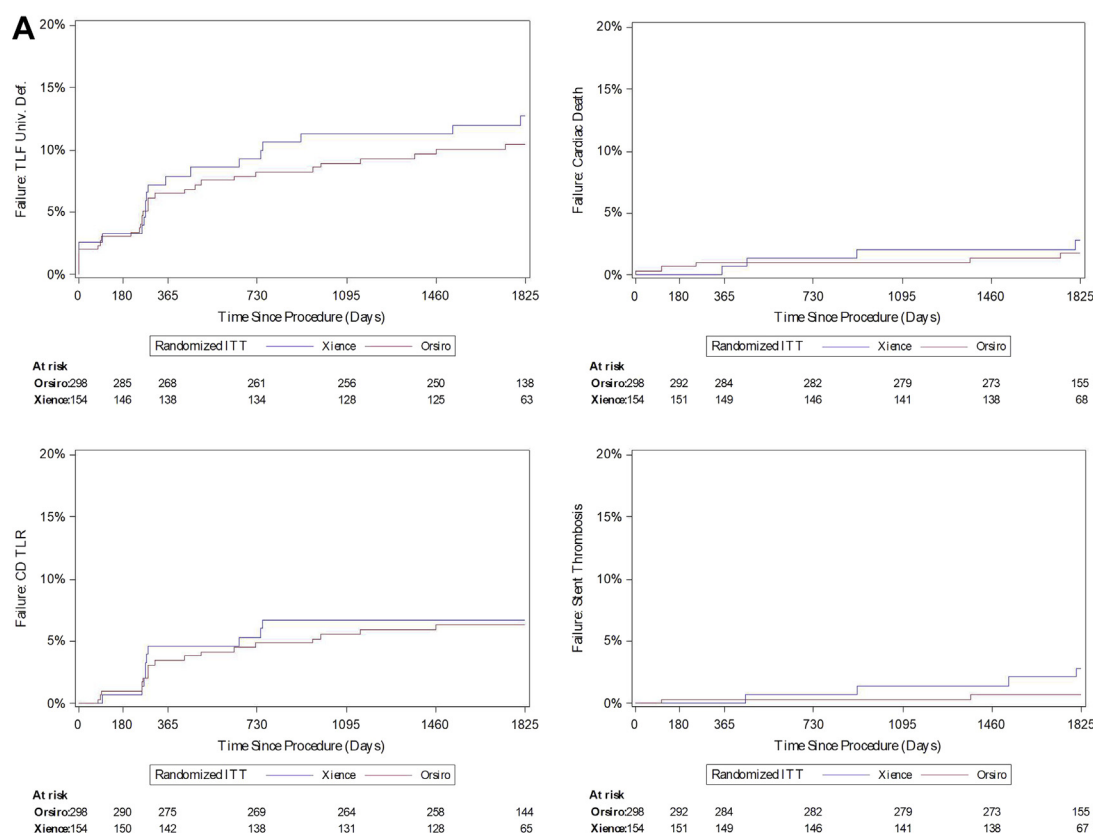 A
20%
15%
10%
5%
0%
Failure: TLF Univ. Def.
0 180 365 730 1095 1460 1825
Time Since Procedure (Days)
Randomized ITT Xience Orsiro
At risk
Orsiro:298 285 268 261 256 250 138
Xience:154 146 138 134 128 125 63
20%
15%
10%
5%
0%
Failure: Cardiac Death
0 180 365 730 1095 1460 1825
Time Since Procedure (Days)
Randomized ITT Xience Orsiro
At risk
Orsiro:298 292 284 282 279 273 155
Xience:154 151 149 146 141 138 68
20%
15%
10%
5%
0%
Failure: CD TLR
0 180 365 730 1095 1460 1825
Time Since Procedure (Days)
Randomized ITT Xience Orsiro
At risk
Orsiro:298 290 275 269 264 258 144
Xience:154 150 142 138 131 128 65
20%
15%
10%
5%
0%
Failure: Stent Thrombosis
0 180 365 730 1095 1460 1825
Time Since Procedure (Days)
Randomized ITT Xience Orsiro
At risk
Orsiro:298 292 284 282 279 273 155
Xience:154 151 149 146 141 138 67